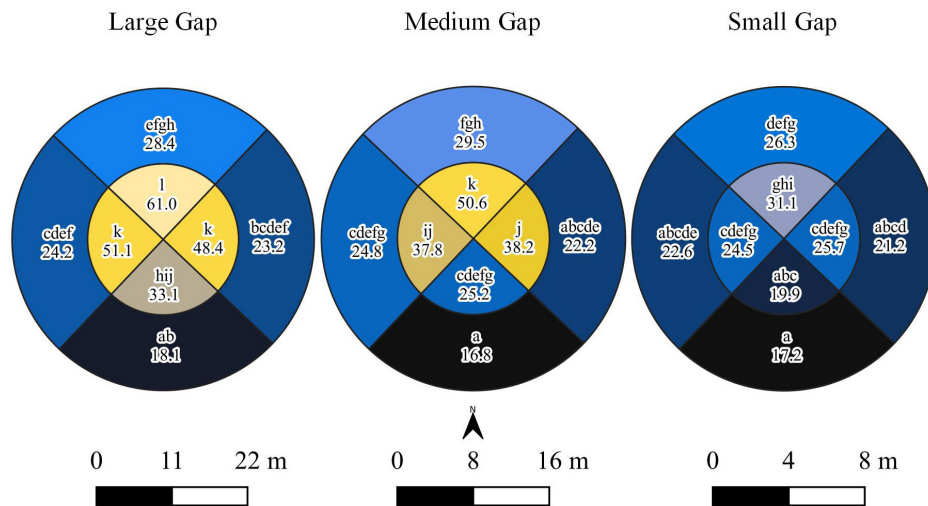 Large Gap
Medium Gap
Small Gap
efgh
28.4
l
61.0
cdef
24.2
k
51.1
k
48.4
bcdef
23.2
hij
33.1
ab
18.1
fgh
29.5
k
50.6
cdefg
24.8
ij
37.8
j
38.2
abcde
22.2
cdefg
25.2
a
16.8
defg
26.3
ghi
31.1
abcde
22.6
cdefg
24.5
cdefg
25.7
abcd
21.2
abc
19.9
a
17.2
N
0 11 22 m
0 8 16 m
0 4 8 m